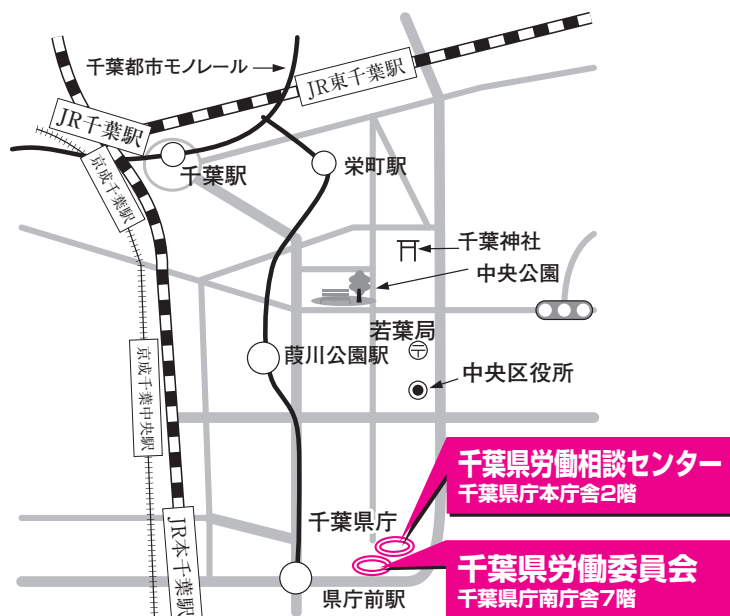 千葉都市モノレール
JR東千葉駅
JR千葉駅
京成千葉駅
千葉駅
栄町駅
千葉神社
中央公園
若葉局
葭川公園駅
中央区役所
京成千葉中央駅
千葉県労働相談センター
千葉県庁本庁舎2階
千葉県庁
JR本千葉駅
千葉県労働委員会
千葉県庁南庁舎7階
県庁前駅